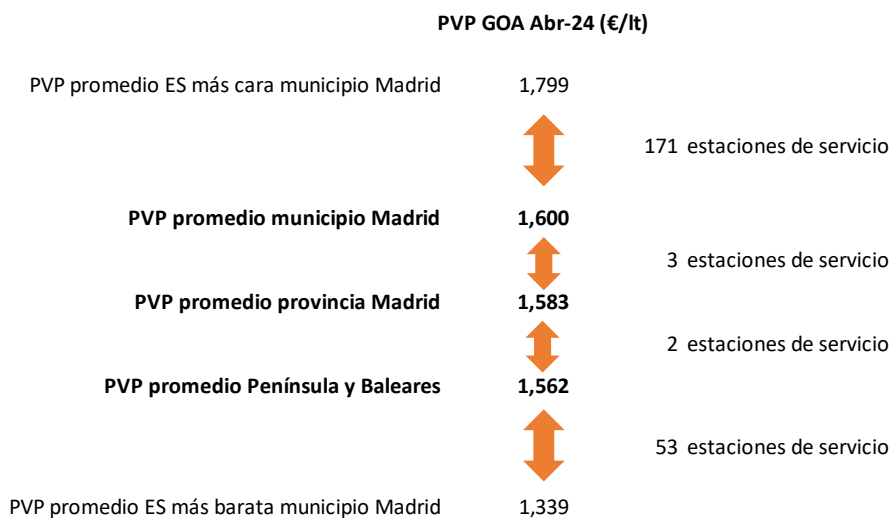 PVP GOA Abr-24 (€/lt)
PVP promedio ES más cara municipio Madrid 1,799
171 estaciones de servicio
PVP promedio municipio Madrid 1,600
3 estaciones de servicio
PVP promedio provincia Madrid 1,583
2 estaciones de servicio
PVP promedio Península y Baleares 1,562
53 estaciones de servicio
PVP promedio ES más barata municipio Madrid 1,339